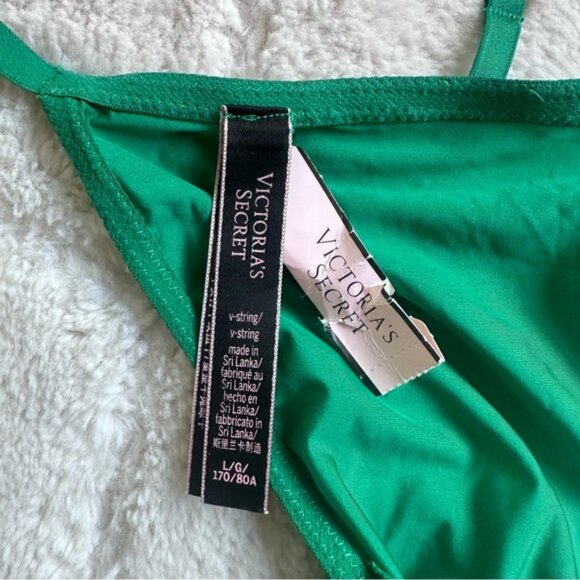 VICTORIA'S
SECRET
v-string/
v-string
made in
Sri Lanka/
fabriqué au
Sri Lanka/
hecho en
Sri Lanka/
fabbricato in
Sri Lanka/
斯里兰卡制造
L/G/
170/80A
VICTORIA'S
SECRET